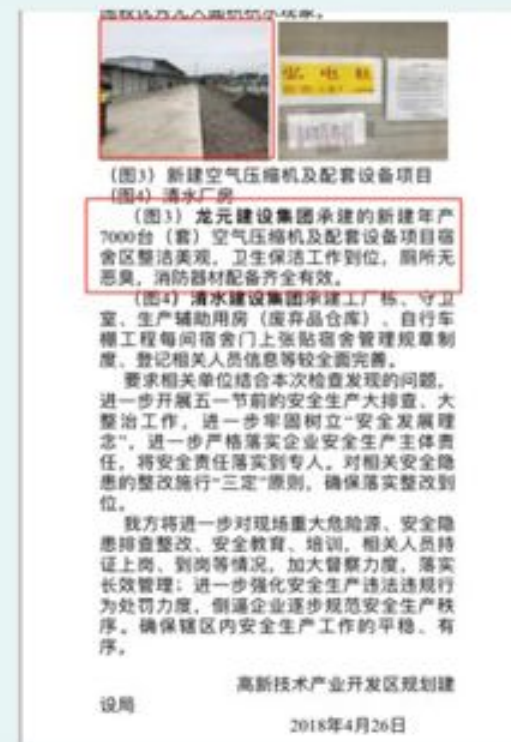 (图3) 新建空气压缩机及配套设备项目
(图4) 清水厂房
(图3) 龙元建设集团承建的新建年产
7000台（套）空气压缩机及配套设备项目宿
舍区整洁美观，卫生保洁工作到位，厕所无
恶臭，消防器材配备齐全有效。
(图4) 清水建设集团承建工厂栋、守卫
室、生产辅助用房（废弃品仓库）、自行车
棚工程每间宿舍门上张贴宿舍管理规章制
度、登记相关人员信息等较全面完善。
要求相关单位结合本次检查发现的问题，
进一步开展五一节前的安全生产大排查、大
整治工作，进一步牢固树立“安全发展理
念”，进一步严格落实企业安全生产主体责
任，将安全责任落实到专人。对相关安全隐
患的整改施行“三定”原则，确保落实整改到
位。
我方将进一步对现场重大危险源、安全隐
患排查整改、安全教育、培训，相关人员持
证上岗、到岗等情况，加大督察力度，落实
长效管理；进一步强化安全生产违法违规行
为处罚力度，倒逼企业逐步规范安全生产秩
序。确保辖区内安全生产工作的平稳、有
序。
高新技术产业开发区规划建
设局
2018年4月26日